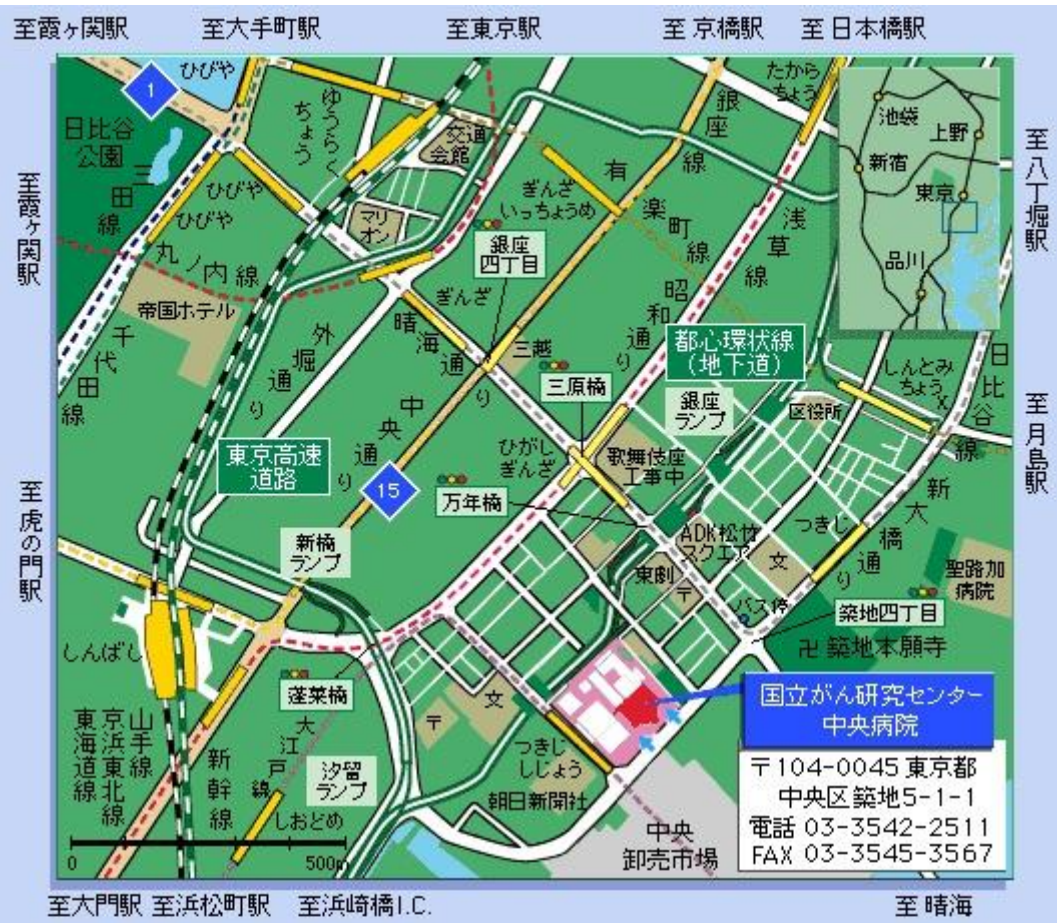 至霞ヶ関駅
至大手町駅
至東京駅
至 京橋駅
至 日本橋駅
1
ひびや
日比谷
公園
三田線
ひびや
ひびや
ゆうらく
ちょう
交通
会館
マリ
オン
銀座線
たから
ちょう
池袋
上野
新宿
東京
品川
至八丁堀駅
至霞ヶ関駅
丸ノ内線
帝国ホテル
千代田線
外堀通り
ぎんざ
いっちょうめ
有楽町線
浅草線
銀座
四丁目
ぎんざ
晴海通り
三越
昭和通り
都心環状線
(地下道)
三原橋
銀座
ランプ
しんとみ
ちょう
区役所
日比谷線
至月島駅
中央通り
東京高速
道路
15
ひがし
ぎんざ
歌舞伎座
工事中
万年橋
ADK松竹
スクエア
東劇
〒
文
つきじ
新大橋通り
聖路加
病院
バス停
築地四丁目
卍 築地本願寺
至虎の門駅
新橋
ランプ
しんばし
蓬莱橋
文
〒
つきじ
しじょう
国立がん研究センター
中央病院
〒104-0045 東京都
中央区築地5-1-1
電話 03-3542-2511
FAX 03-3545-3567
東海道線
京浜東北線
山手線
新幹線
大江戸線
汐留
ランプ
しおどめ
朝日新聞社
中央
卸売市場
0
500m
至大門駅
至浜松町駅
至浜崎橋I.C.
至 晴海